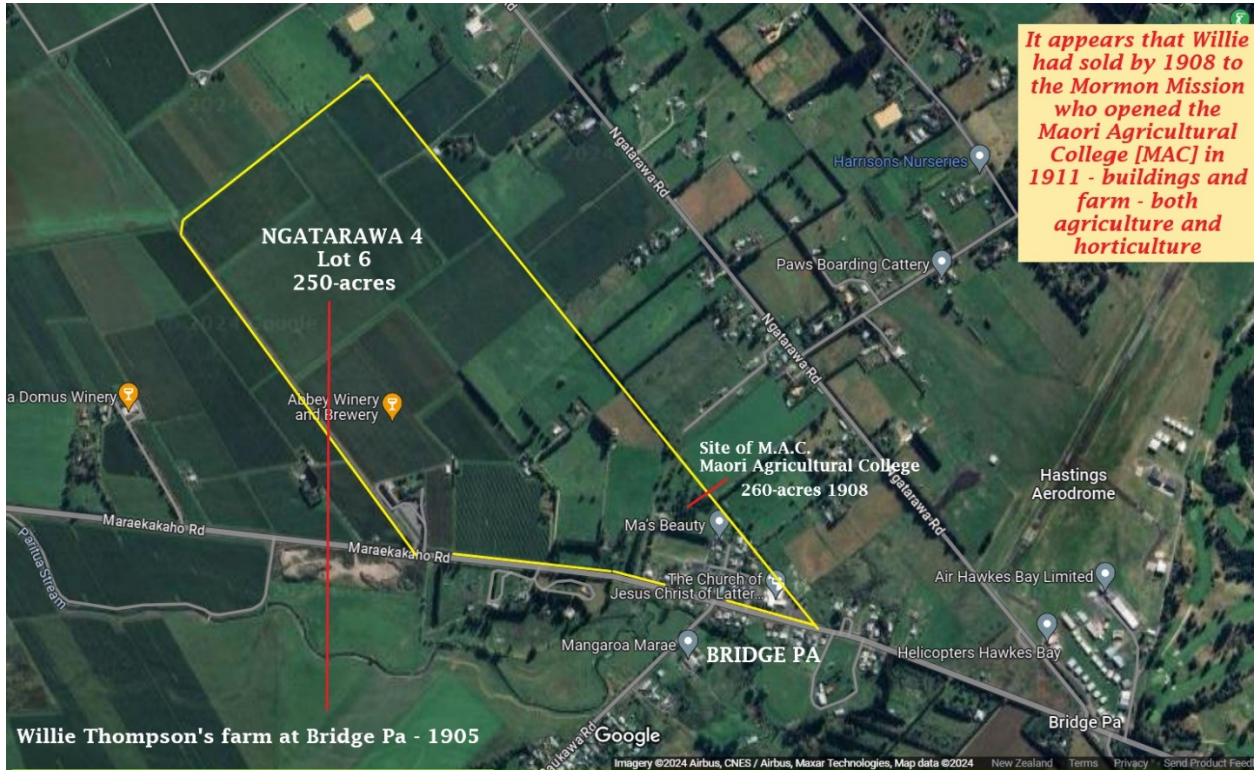 It appears that Willie
had sold by 1908 to
the Mormon Mission
who opened the
Maori Agricultural
College [MAC] in
1911 - buildings and
farm - both
agriculture and
horticulture
Ngatarawa Rd
Harrisons Nurseries
NGATARAWA 4
Lot 6
250-acres
Paws Boarding Cattery
Ngatarawa Rd
a Domus Winery
Abbey Winery
and Brewery
Site of M.A.C.
Maori Agricultural College
260-acres 1908
Ngatarawa Rd
Hastings
Aerodrome
Maraekakaho Rd
Ma's Beauty
Maraekakaho Rd
Paritua Stream
The Church of
Jesus Christ of Latter...
Air Hawkes Bay Limited
Mangaroa Marae
BRIDGE PA
Helicopters Hawkes Bay
Bridge Pa
Willie Thompson's farm at Bridge Pa - 1905
aukawa Rd
Google
Imagery ©2024 Airbus, CNES / Airbus, Maxar Technologies, Map data ©2024 New Zealand Terms Privacy Send Product Feed